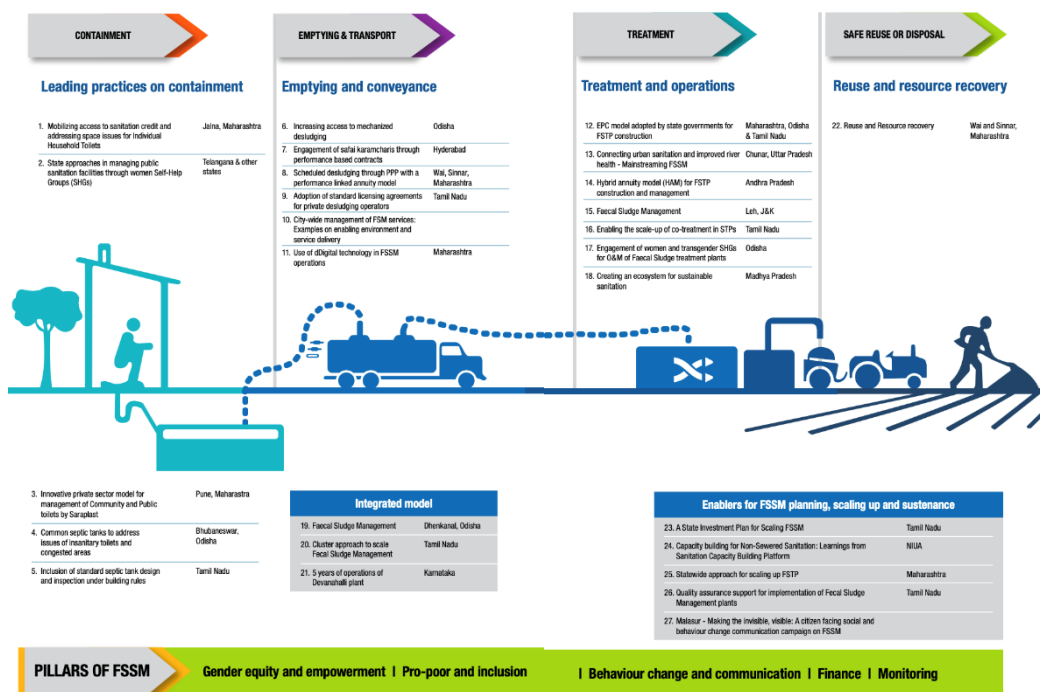 CONTAINMENT
EMPTYING & TRANSPORT
TREATMENT
SAFE REUSE OR DISPOSAL
Leading practices on containment
1. Mobilizing access to sanitation credit and
addressing space issues for Individual
Household Toilets
Jalna, Maharashtra
2. State approaches in managing public
sanitation facilities through women Self-Help
Groups (SHGs)
Telangana & other
states
Emptying and conveyance
6. Increasing access to mechanized
desludging
Odisha
7. Engagement of safai karamcharis through
performance based contracts
Hyderabad
8. Scheduled desludging through PPP with a
performance linked annuity model
Wai, Sinnar,
Maharashtra
9. Adoption of standard licensing agreements
for private desludging operators
Tamil Nadu
10. City-wide management of FSM services:
Examples on enabling environment and
service delivery
11. Use of dDigital technology in FSSM
operations
Maharashtra
Treatment and operations
12. EPC model adopted by state governments for
FSTP construction
Maharashtra, Odisha
& Tamil Nadu
13. Connecting urban sanitation and improved river
health - Mainstreaming FSSM
Chunar, Uttar Pradesh
14. Hybrid annuity model (HAM) for FSTP
construction and management
Andhra Pradesh
15. Faecal Sludge Management
Leh, J&K
16. Enabling the scale-up of co-treatment in STPs
Tamil Nadu
17. Engagement of women and transgender SHGs
for O&M of Faecal Sludge treatment plants
Odisha
18. Creating an ecosystem for sustainable
sanitation
Madhya Pradesh
Reuse and resource recovery
22. Reuse and Resource recovery
Wai and Sinnar,
Maharashtra
3. Innovative private sector model for
management of Community and Public
toilets by Saraplast
Pune, Maharastra
4. Common septic tanks to address
issues of insanitary toilets and
congested areas
Bhubaneswar,
Odisha
5. Inclusion of standard septic tank design
and inspection under building rules
Tamil Nadu
Integrated model
19. Faecal Sludge Management
Dhenkanal, Odisha
20. Cluster approach to scale
Fecal Sludge Management
Tamil Nadu
21. 5 years of operations of
Devanahalli plant
Karnataka
Enablers for FSSM planning, scaling up and sustenance
23. A State Investment Plan for Scaling FSSM
Tamil Nadu
24. Capacity building for Non-Sewered Sanitation: Learnings from
Sanitation Capacity Building Platform
NIUA
25. Statewide approach for scaling up FSTP
Maharashtra
26. Quality assurance support for implementation of Fecal Sludge
Management plants
Tamil Nadu
27. Malasur - Making the invisible, visible: A citizen facing social and
behaviour change communication campaign on FSSM
PILLARS OF FSSM
Gender equity and empowerment I Pro-poor and inclusion
I Behaviour change and communication I Finance I Monitoring